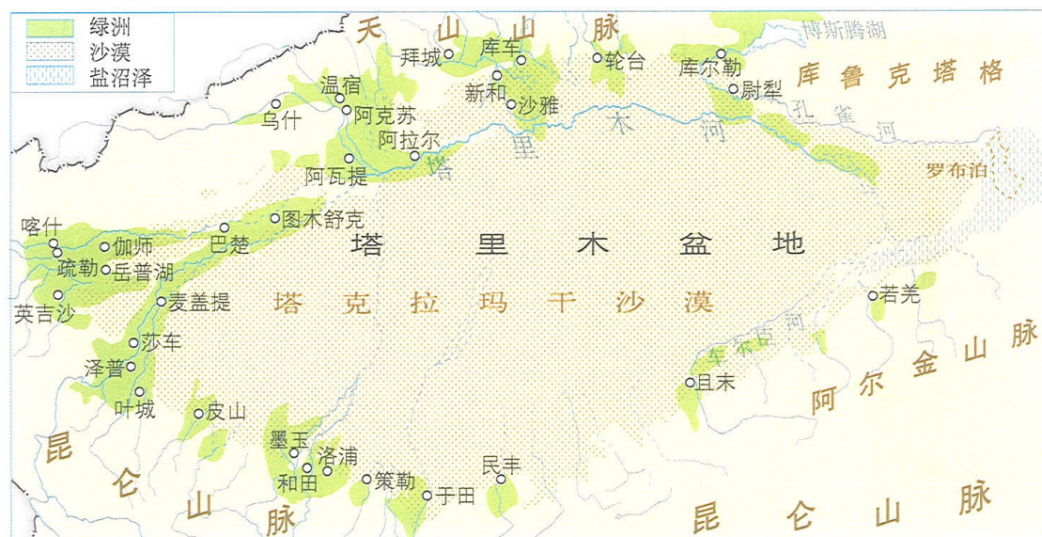 绿洲
沙漠
盐沼泽
天山山脉
博斯腾湖
拜城
库车
轮台
库尔勒
库鲁克塔格
新和
沙雅
尉犁
温宿
阿克苏
乌什
阿拉尔
阿瓦提
塔里木河
孔雀河
罗布泊
喀什
伽师
疏勒
岳普湖
英吉沙
巴楚
图木舒克
麦盖提
塔里木盆地
塔克拉玛干沙漠
若羌
车尔臣河
且末
阿尔金山脉
莎车
泽普
叶城
皮山
墨玉
和田
洛浦
策勒
于田
民丰
昆仑山脉
昆仑山脉